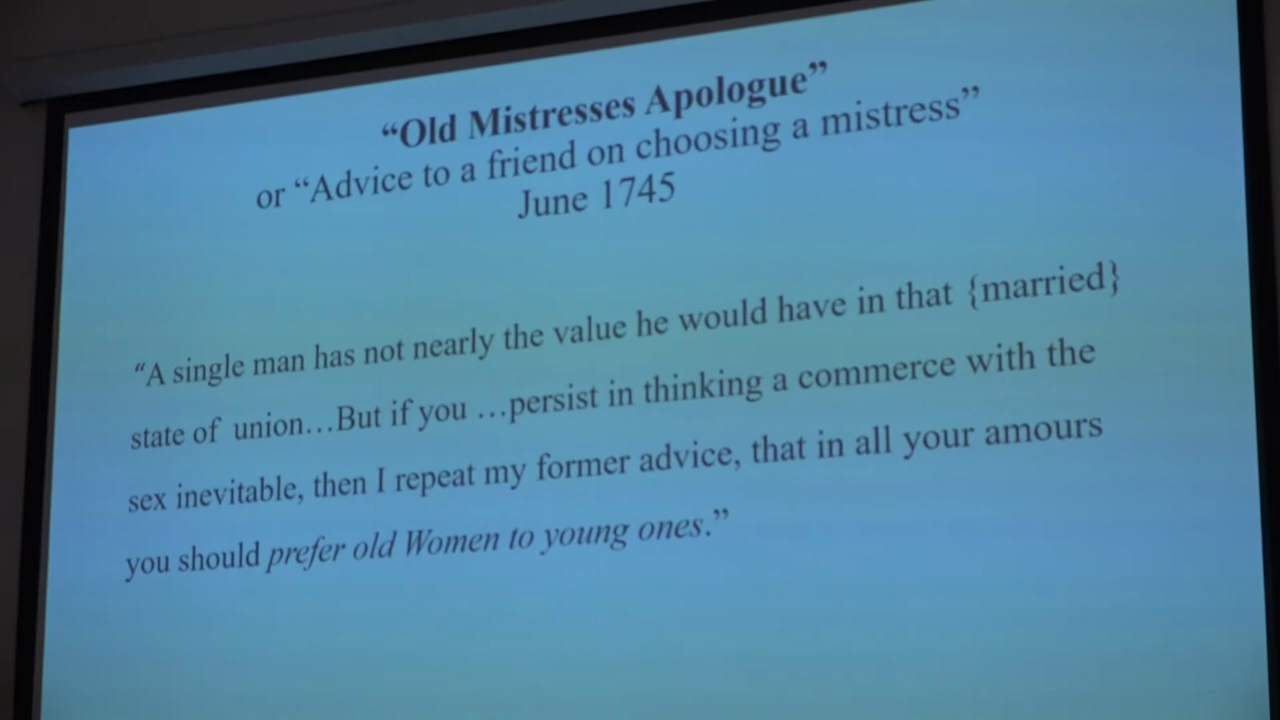 “Old Mistresses Apologue”
or “Advice to a friend on choosing a mistress”
June 1745
“A single man has not nearly the value he would have in that {married}
state of union…But if you …persist in thinking a commerce with the
sex inevitable, then I repeat my former advice, that in all your amours
you should prefer old Women to young ones.”